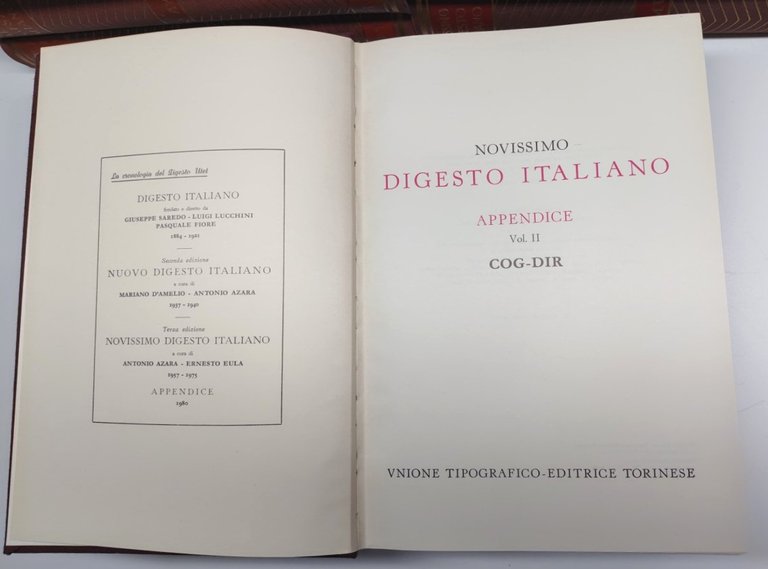 La cronologia del Digesto Utet
DIGESTO ITALIANO
fondato e diretto da
GIUSEPPE SAREDO - LUIGI LUCCHINI
PASQUALE FIORE
1884 - 1921
Seconda edizione
NUOVO DIGESTO ITALIANO
a cura di
MARIANO D'AMELIO - ANTONIO AZARA
1937 - 1940
Terza edizione
NOVISSIMO DIGESTO ITALIANO
a cura di
ANTONIO AZARA - ERNESTO EULA
1957 - 1975
APPENDICE
1980
NOVISSIMO
DIGESTO ITALIANO
APPENDICE
Vol. II
COG-DIR
VNIONE TIPOGRAFICO-EDITRICE TORINESE